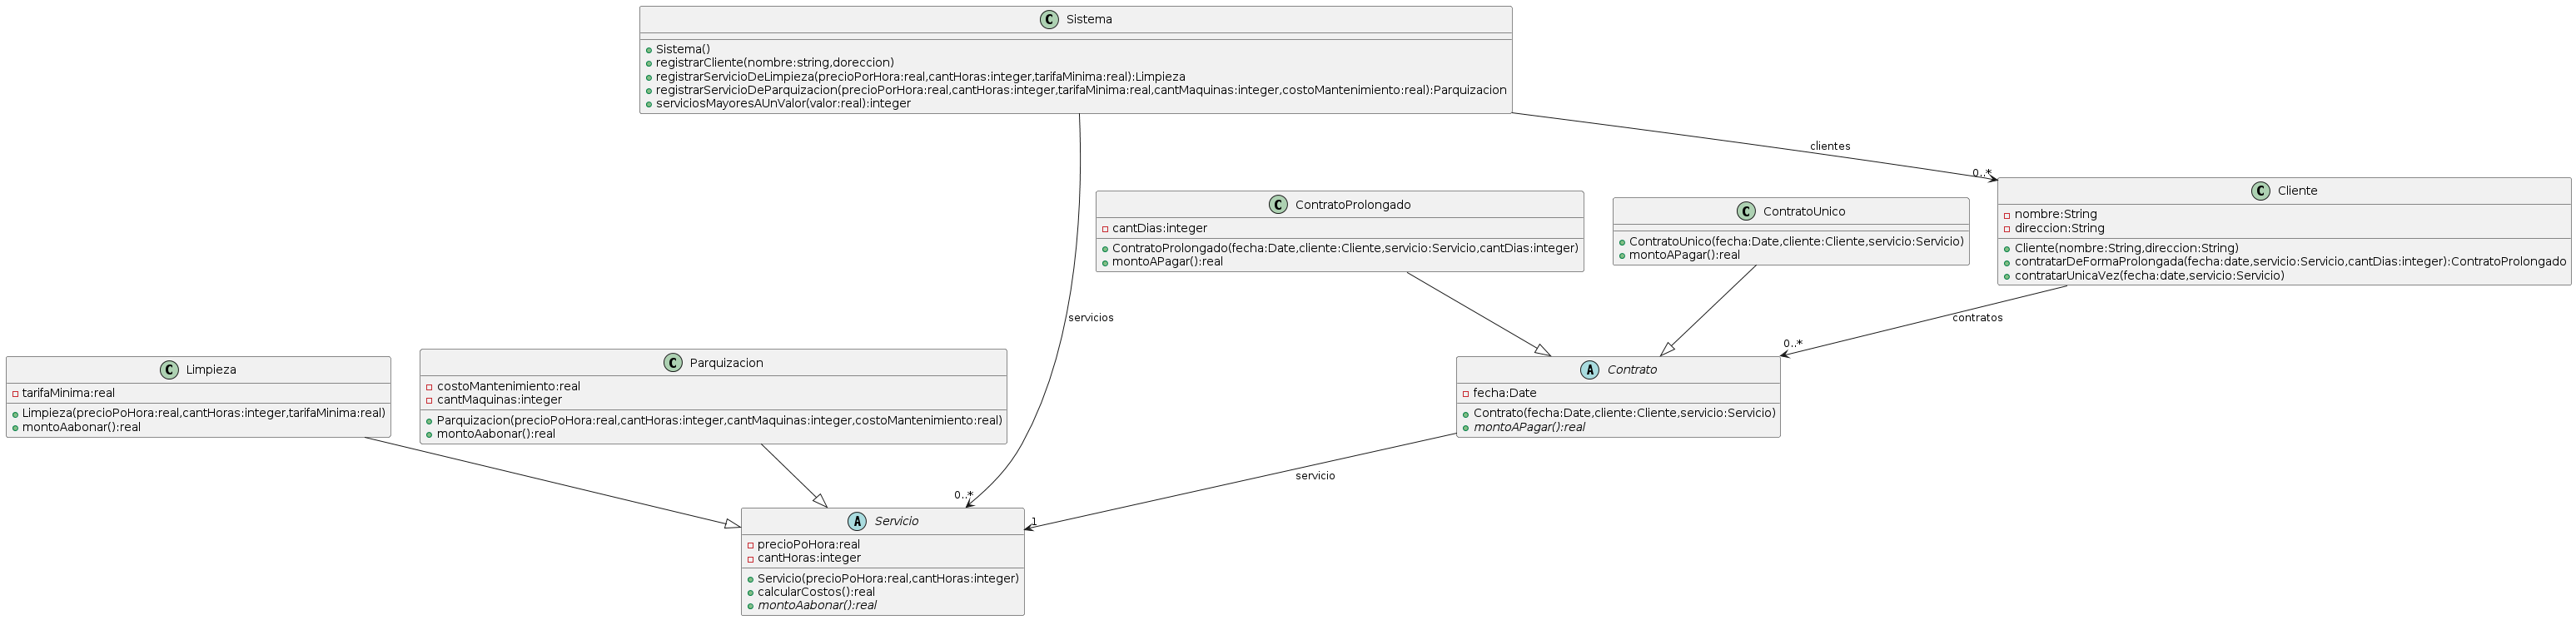 C Sistema
Sistema()
registrarCliente(nombre:string,doreccion)
registrarServicioDeLimpieza(precioPorHora:real,cantHoras:integer,tarifaMinima:real):Limpieza
registrarServicioDeParquizacion(precioPorHora:real,cantHoras:integer,tarifaMinima:real,cantMaquinas:integer,costoMantenimiento:real):Parquizacion
serviciosMayoresAUnValor(valor:real):integer
clientes
0..*
C Cliente
nombre:String
direccion:String
Cliente(nombre:String,direccion:String)
contratarDeFormaProlongada(fecha:date,servicio:Servicio,cantDias:integer):ContratoProlongado
contratarUnicaVez(fecha:date,servicio:Servicio)
C ContratoProlongado
cantDias:integer
ContratoProlongado(fecha:Date,cliente:Cliente,servicio:Servicio,cantDias:integer)
montoAPagar():real
C ContratoUnico
ContratoUnico(fecha:Date,cliente:Cliente,servicio:Servicio)
montoAPagar():real
servicios
contratos
0..*
C Limpieza
tarifaMinima:real
Limpieza(precioPoHora:real,cantHoras:integer,tarifaMinima:real)
montoAabonar():real
C Parquizacion
costoMantenimiento:real
cantMaquinas:integer
Parquizacion(precioPoHora:real,cantHoras:integer,cantMaquinas:integer,costoMantenimiento:real)
montoAabonar():real
A Contrato
fecha:Date
Contrato(fecha:Date,cliente:Cliente,servicio:Servicio)
montoAPagar():real
servicio
0..*
1
A Servicio
precioPoHora:real
cantHoras:integer
Servicio(precioPoHora:real,cantHoras:integer)
calcularCostos():real
montoAabonar():real